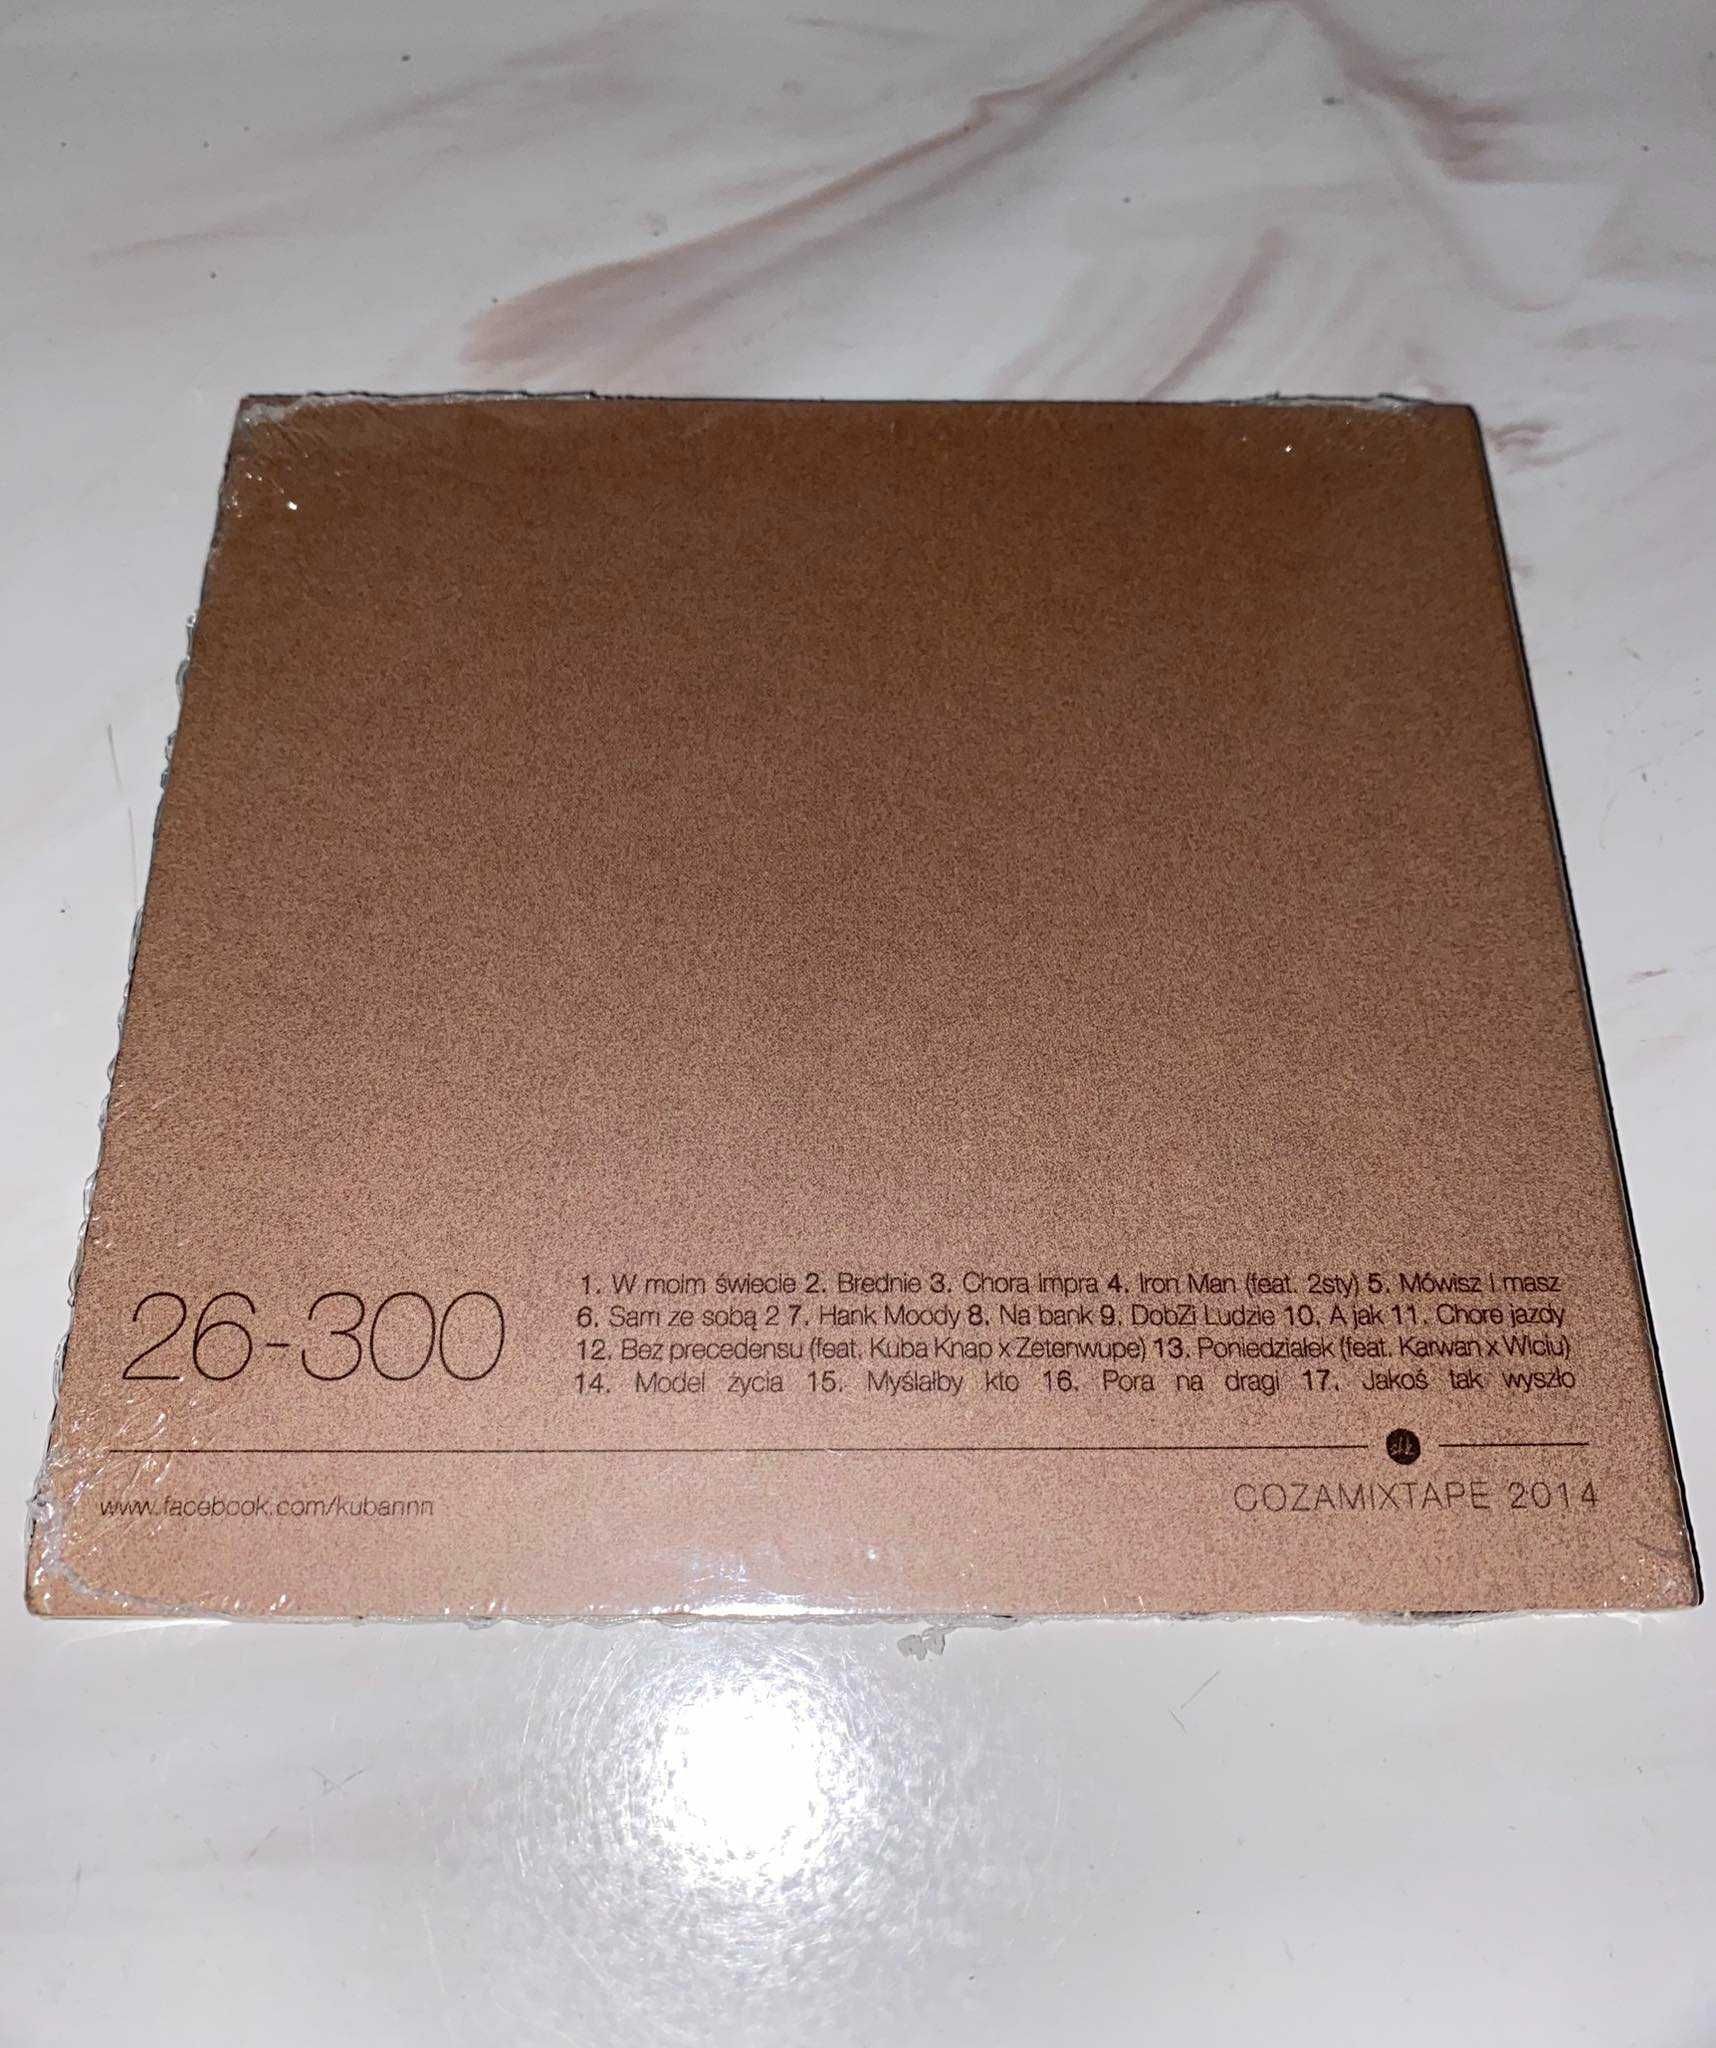 26-300
1. W moim świecie 2. Brednie 3. Chora impra 4. Iron Man (feat. 2sty) 5. Mówisz i masz
6. Sam ze sobą 2 7. Hank Moody 8. Na bank 9. DobZi Ludzie 10. A jak 11. Chore jazdy
12. Bez precedensu (feat. Kuba Knap x Zetenwupe) 13. Poniedziałek (feat. Karwan x Wiciu)
14. Model życia 15. Myślałby kto 16. Pora na dragi 17. Jakoś tak wyszło
www.facebook.com/kubannn
COZAMIXTAPE 2014